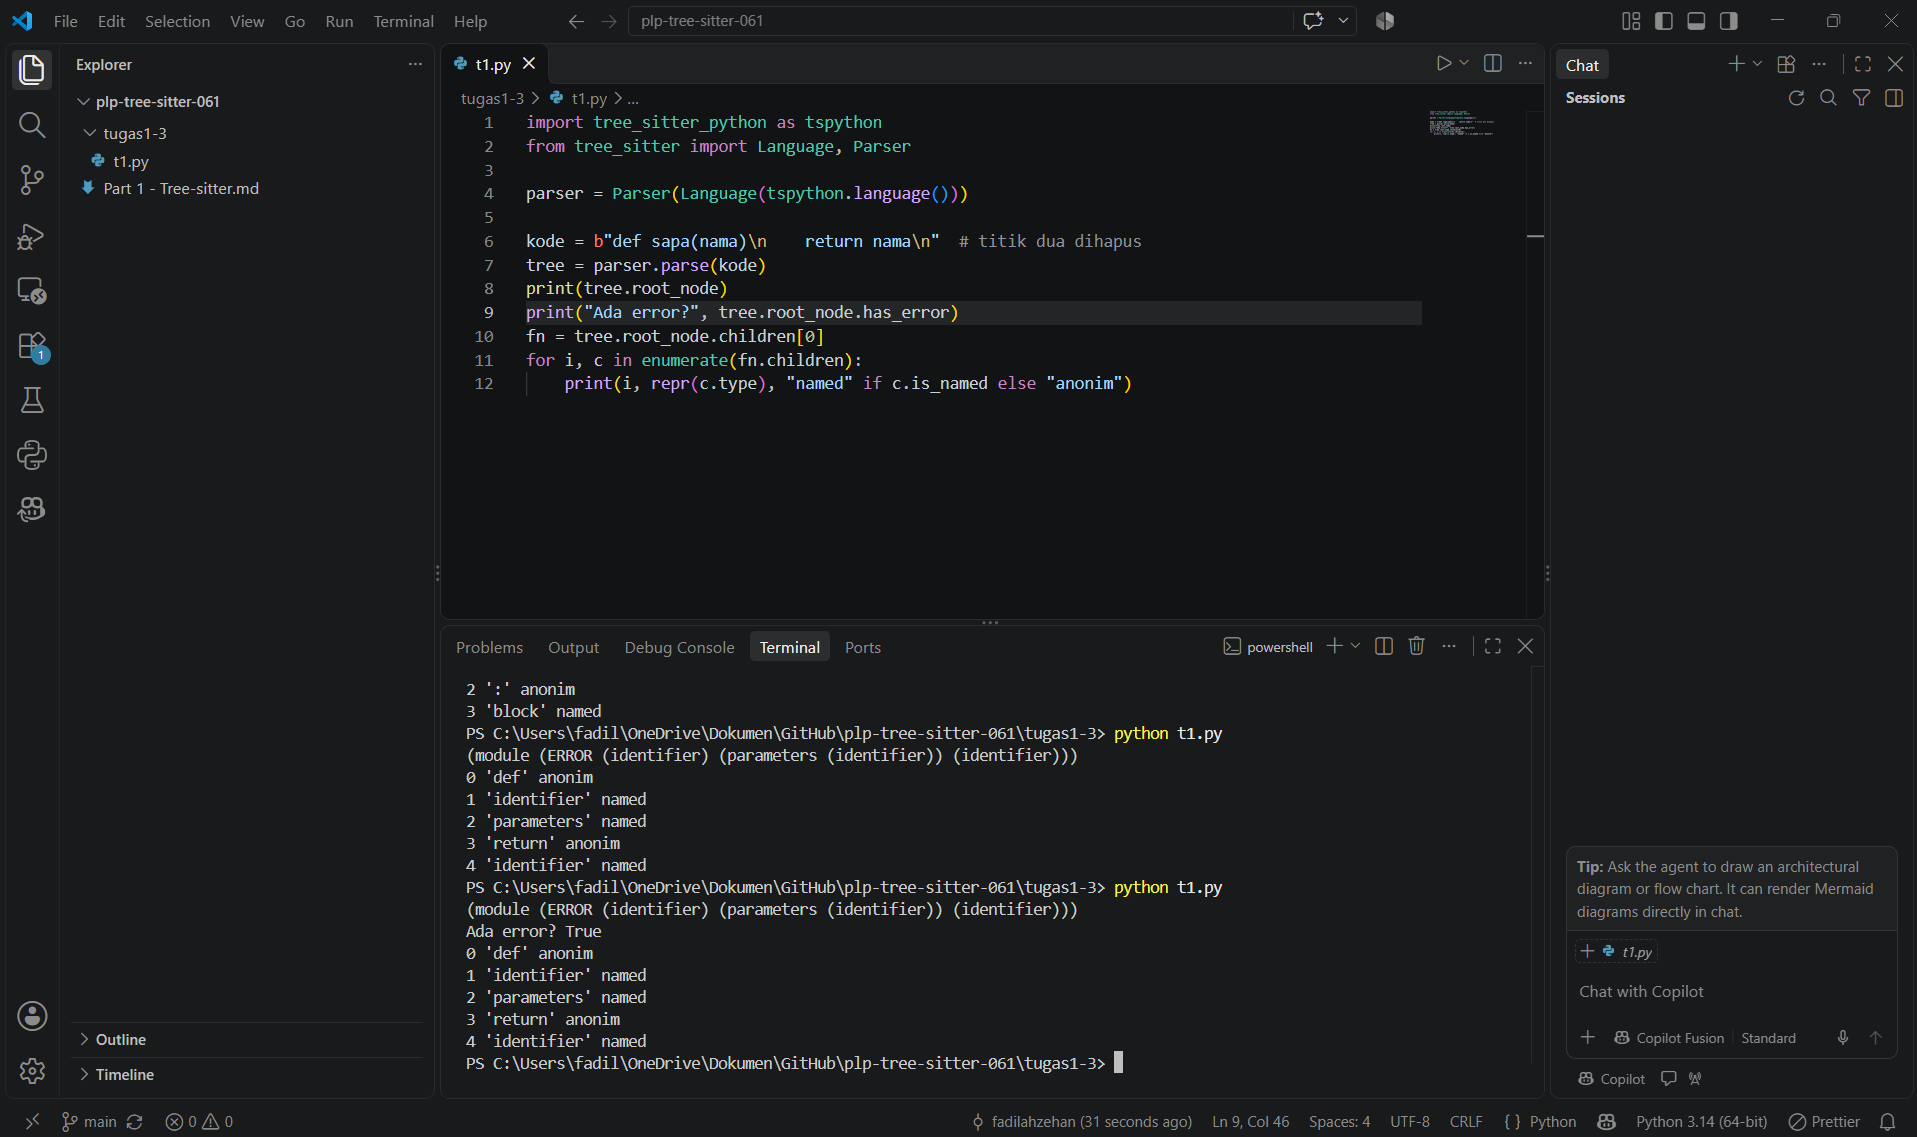 File Edit Selection View Go Run Terminal Help
plp-tree-sitter-061
Explorer
plp-tree-sitter-061
tugas1-3
t1.py
Part 1 - Tree-sitter.md
1
Outline
Timeline
t1.py
tugas1-3 > t1.py > ...
1 import tree_sitter_python as tspython
2 from tree_sitter import Language, Parser
3
4 parser = Parser(Language(tspython.language()))
5
6 kode = b"def sapa(nama)\n    return nama\n"  # titik dua dihapus
7 tree = parser.parse(kode)
8 print(tree.root_node)
9 print("Ada error?", tree.root_node.has_error)
10 fn = tree.root_node.children[0]
11 for i, c in enumerate(fn.children):
12     print(i, repr(c.type), "named" if c.is_named else "anonim")
Problems Output Debug Console Terminal Ports
powershell
2 ':' anonim
3 'block' named
PS C:\Users\fadil\OneDrive\Dokumen\GitHub\plp-tree-sitter-061\tugas1-3> python t1.py
(module (ERROR (identifier) (parameters (identifier)) (identifier)))
0 'def' anonim
1 'identifier' named
2 'parameters' named
3 'return' anonim
4 'identifier' named
PS C:\Users\fadil\OneDrive\Dokumen\GitHub\plp-tree-sitter-061\tugas1-3> python t1.py
(module (ERROR (identifier) (parameters (identifier)) (identifier)))
Ada error? True
0 'def' anonim
1 'identifier' named
2 'parameters' named
3 'return' anonim
4 'identifier' named
PS C:\Users\fadil\OneDrive\Dokumen\GitHub\plp-tree-sitter-061\tugas1-3>
Chat
Sessions
Tip: Ask the agent to draw an architectural
diagram or flow chart. It can render Mermaid
diagrams directly in chat.
t1.py
Chat with Copilot
Copilot Fusion Standard
Copilot
main 0 0
fadilahzehan (31 seconds ago) Ln 9, Col 46 Spaces: 4 UTF-8 CRLF { } Python Python 3.14 (64-bit) Prettier